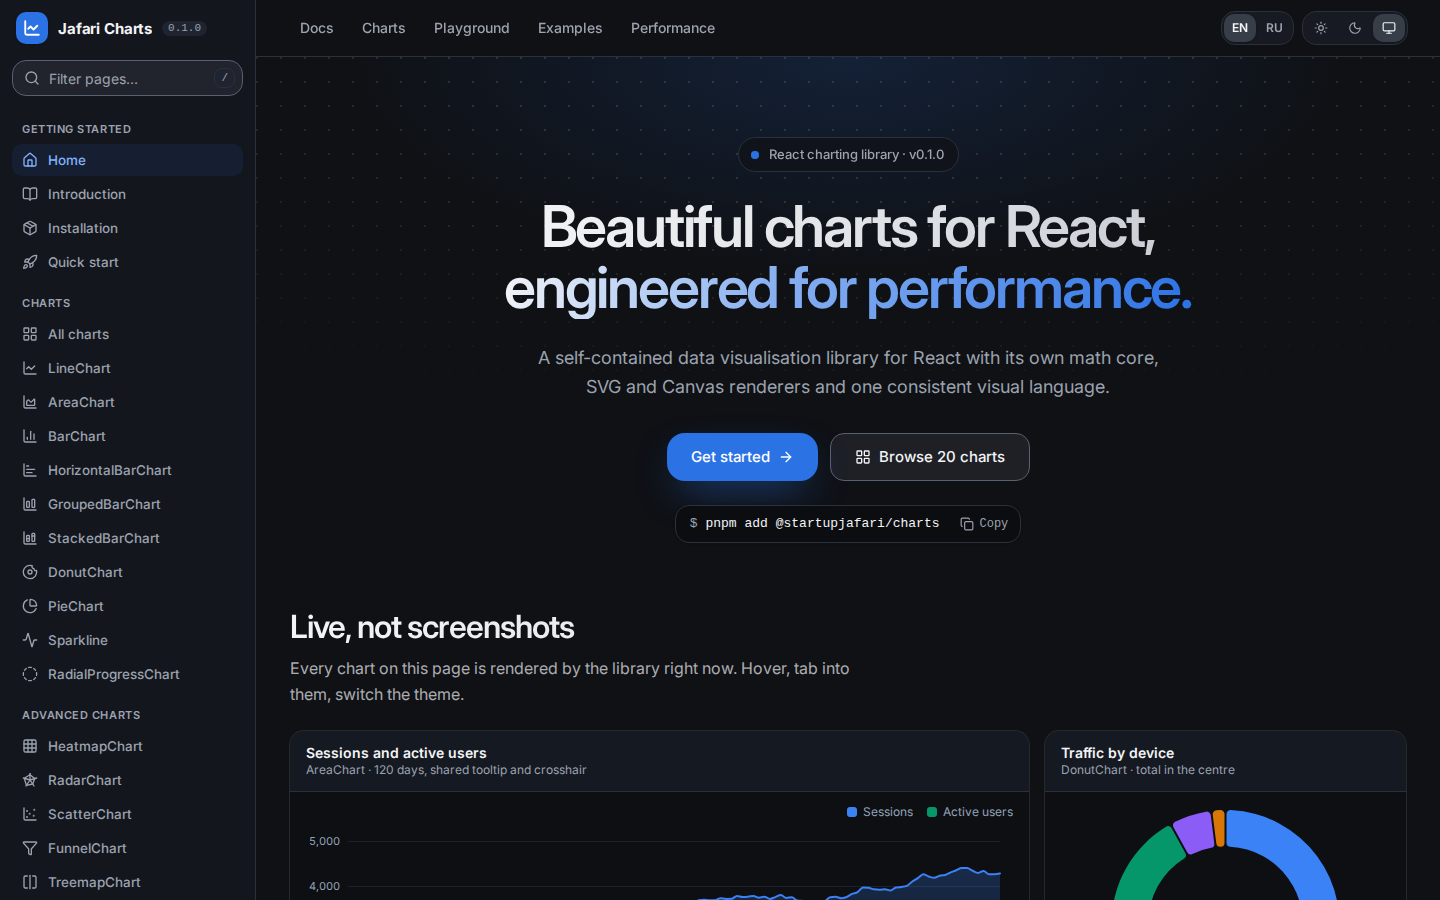 Jafari Charts 0.1.0
Filter pages... /
GETTING STARTED
Home
Introduction
Installation
Quick start
CHARTS
All charts
LineChart
AreaChart
BarChart
HorizontalBarChart
GroupedBarChart
StackedBarChart
DonutChart
PieChart
Sparkline
RadialProgressChart
ADVANCED CHARTS
HeatmapChart
RadarChart
ScatterChart
FunnelChart
TreemapChart
Docs Charts Playground Examples Performance EN RU
React charting library · v0.1.0
Beautiful charts for React,
engineered for performance.
A self-contained data visualisation library for React with its own math core,
SVG and Canvas renderers and one consistent visual language.
Get started → Browse 20 charts
$ pnpm add @startupjafari/charts Copy
Live, not screenshots
Every chart on this page is rendered by the library right now. Hover, tab into
them, switch the theme.
Sessions and active users
AreaChart · 120 days, shared tooltip and crosshair
Sessions Active users
5,000
4,000
Traffic by device
DonutChart · total in the centre